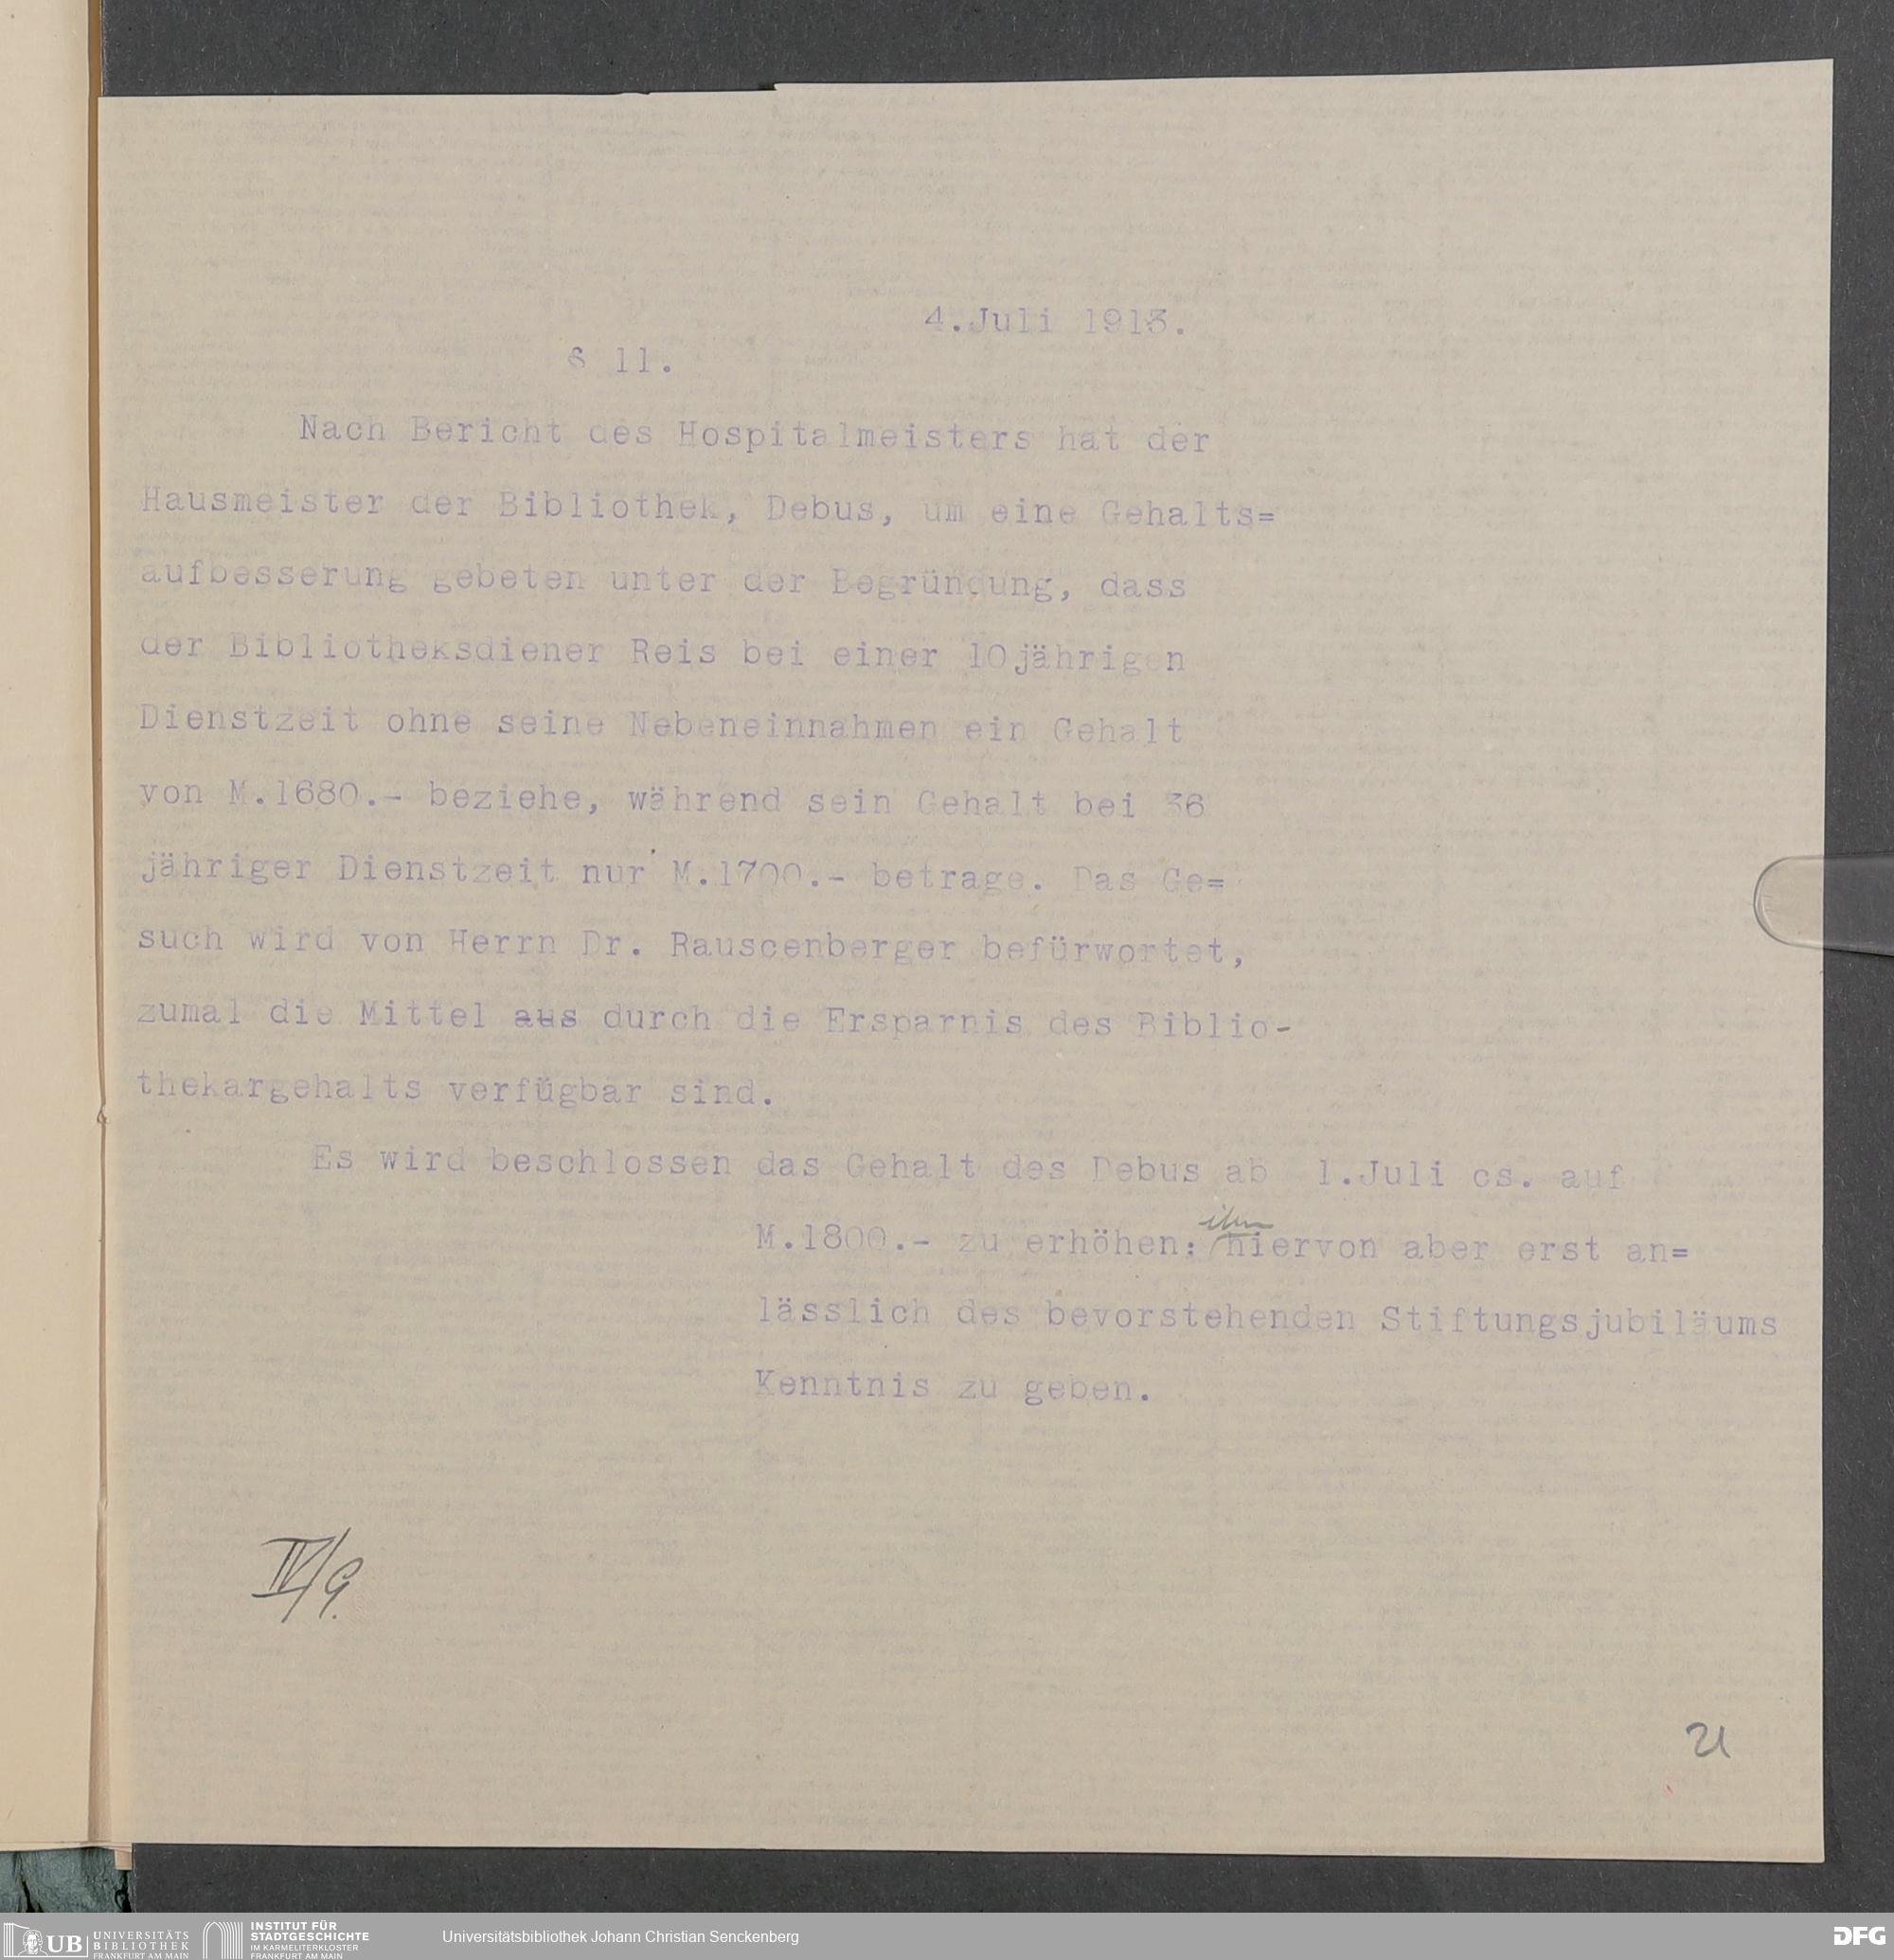 4.Juli 1913.
§ 11.
Nach Bericht des Hospitalmeisters hat der
Hausmeister der Bibliothek, Debus, um eine Gehalts=
aufbesserung gebeten unter der Begründung, dass
der Bibliotheksdiener Reis bei einer 10jährigen
Dienstzeit ohne seine Nebeneinnahmen ein Gehalt
von M.1680.- beziehe, während sein Gehalt bei 36
jähriger Dienstzeit nur M.1700.- betrage. Das Ge=
such wird von Herrn Dr. Rauscenberger befürwortet,
zumal die Mittel aus durch die Ersparnis des Biblio-
thekargehalts verfügbar sind.
Es wird beschlossen das Gehalt des Debus ab 1.Juli cs. auf
ihm
M.1800.- zu erhöhen; hiervon aber erst an=
lässlich des bevorstehenden Stiftungsjubiläums
Kenntnis zu geben.
IV/9.
21
UB UNIVERSITÄTS BIBLIOTHEK FRANKFURT AM MAIN
INSTITUT FÜR STADTGESCHICHTE IM KARMELITERKLOSTER FRANKFURT AM MAIN
Universitätsbibliothek Johann Christian Senckenberg
DFG